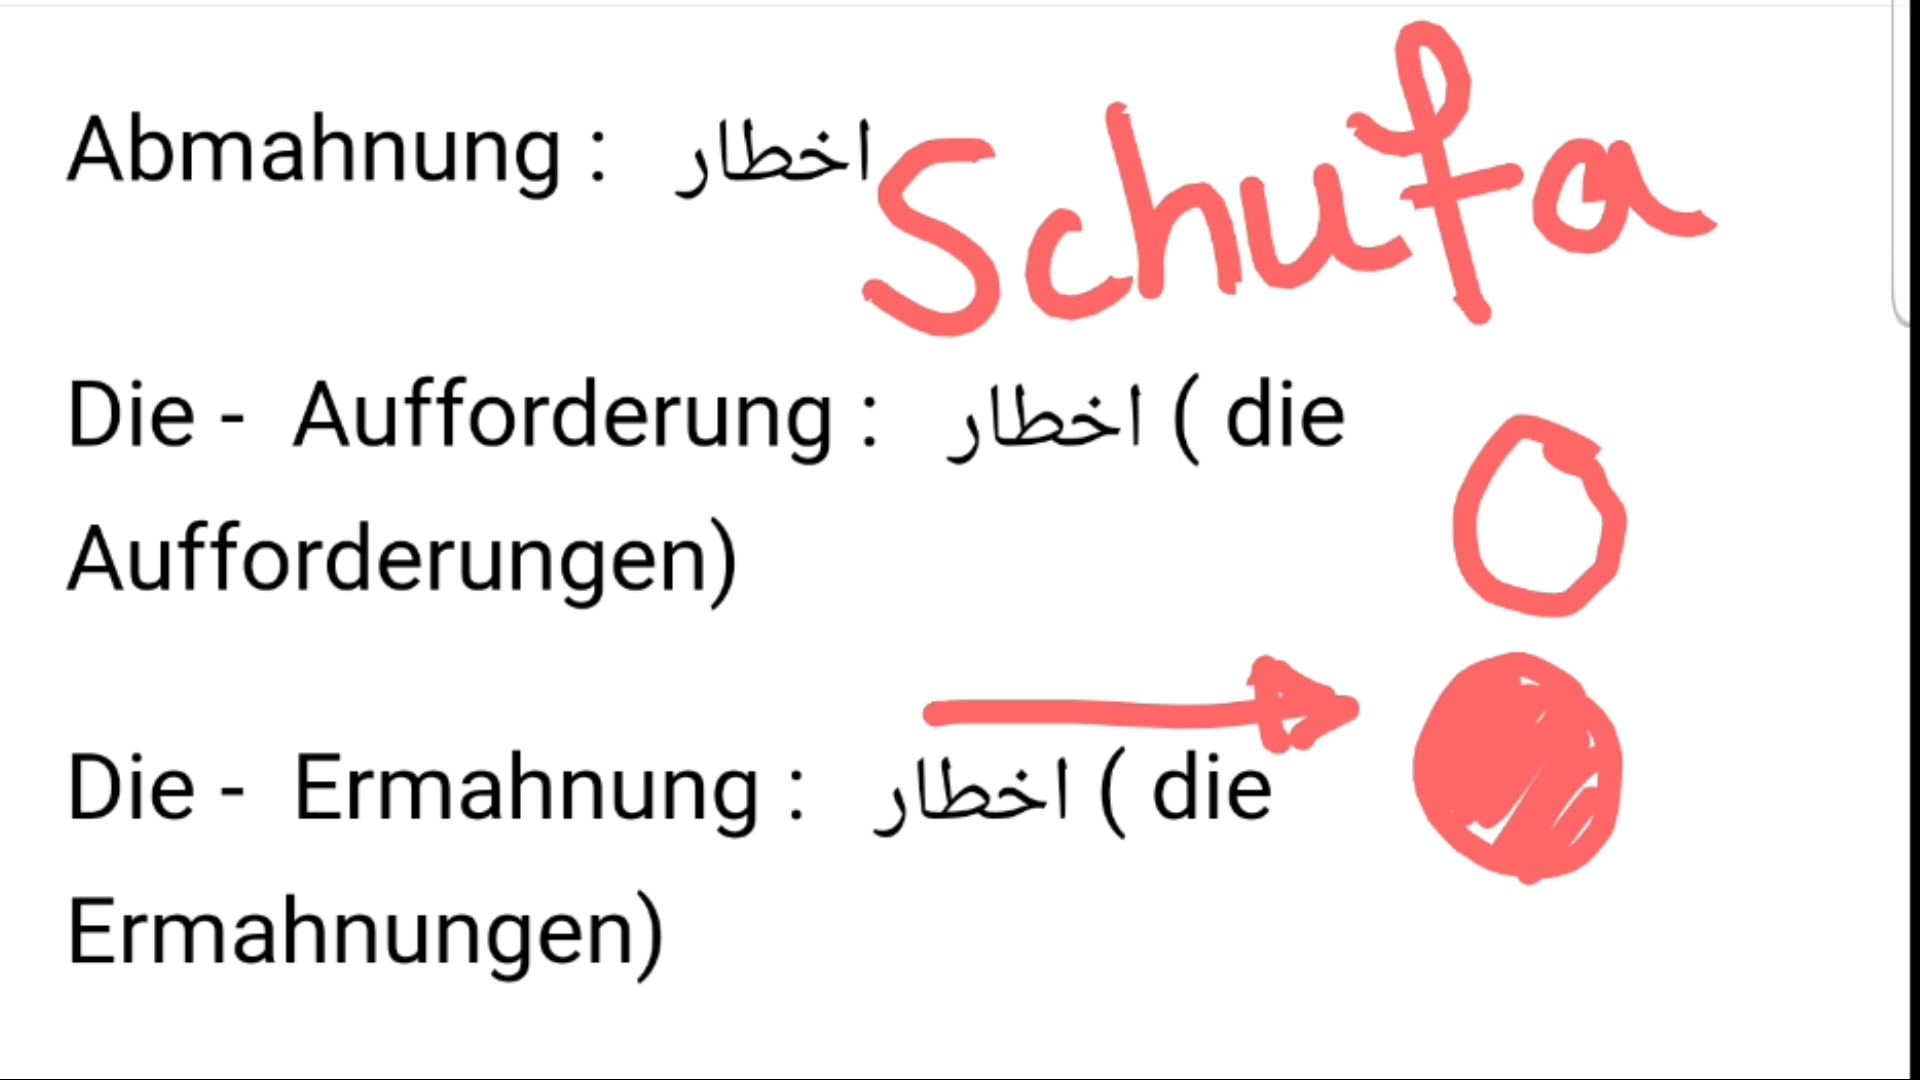 Abmahnung : اخطار
Schufa
Die - Aufforderung : اخطار ( die
Aufforderungen)
Die - Ermahnung : اخطار ( die
Ermahnungen)